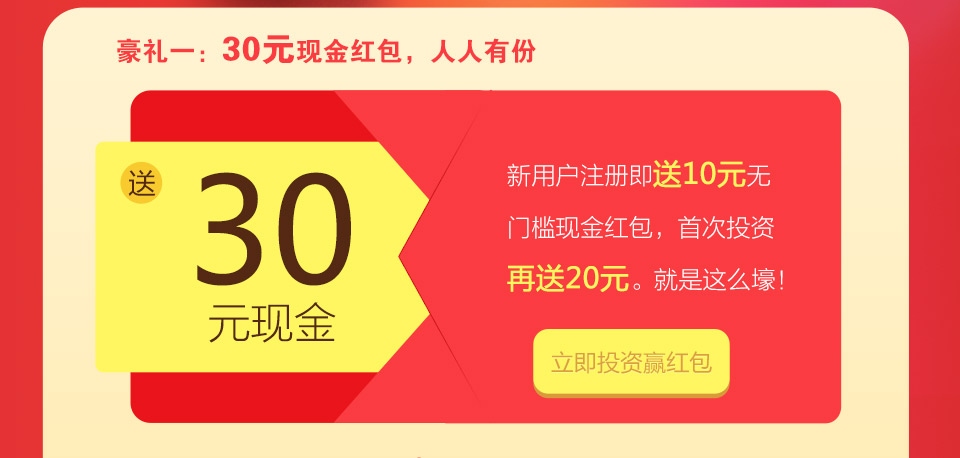 豪礼一：30元现金红包，人人有份
送
30
元现金
新用户注册即送10元无
门槛现金红包，首次投资
再送20元。就是这么壕！
立即投资赢红包